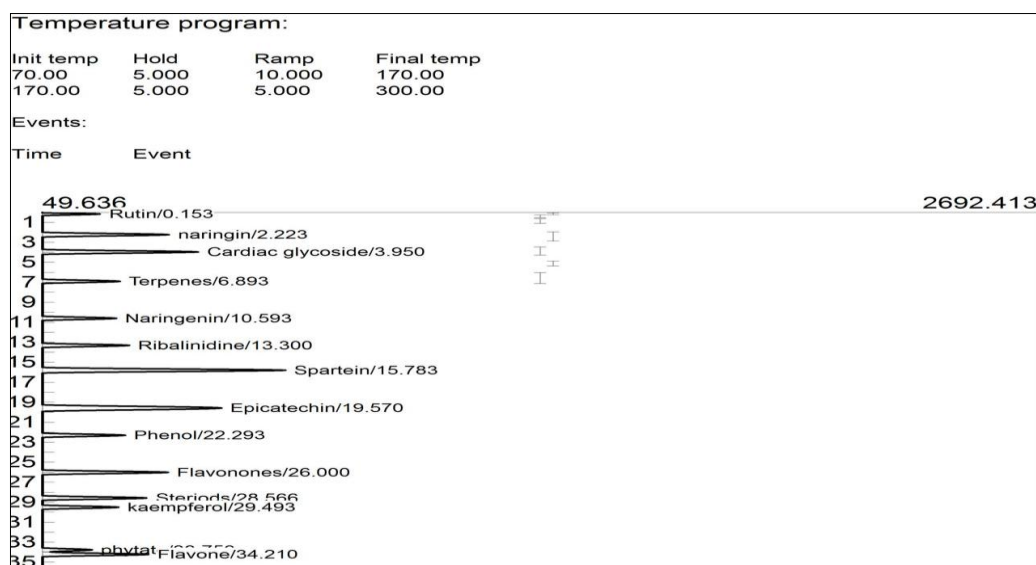 Temperature program:
Init temp Hold Ramp Final temp
70.00 5.000 10.000 170.00
170.00 5.000 5.000 300.00
Events:
Time Event
49.636 2692.413
Rutin/0.153
1
naringin/2.223
3
Cardiac glycoside/3.950
5
7 Terpenes/6.893
9
11 Naringenin/10.593
13 Ribalinidine/13.300
15
Spartein/15.783
17
19 Epicatechin/19.570
21
23 Phenol/22.293
25
Flavonones/26.000
27
Steriods/28.566
29 kaempferol/29.493
31
33
Flavone/34.210
35